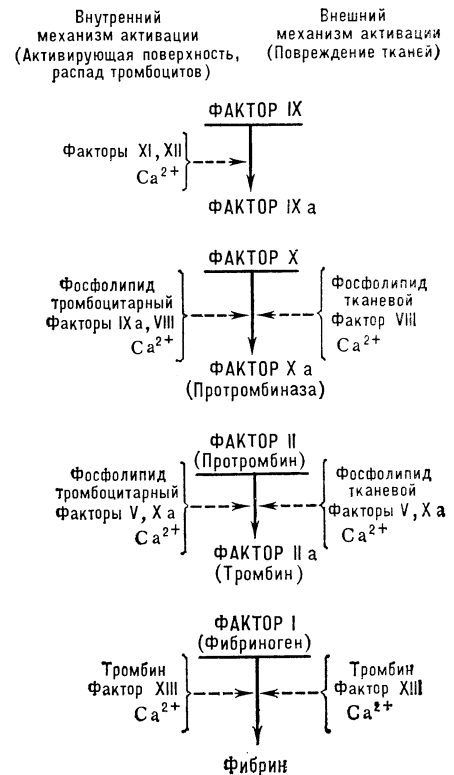 Внутренний
механизм активации
(Активирующая поверхность,
распад тромбоцитов)
Внешний
механизм активации
(Повреждение тканей)
ФАКТОР IX
Факторы XI, XII
Ca2+
ФАКТОР IX а
ФАКТОР X
Фосфолипид
тромбоцитарный
Факторы IXа, VIII
Ca2+
Фосфолипид
тканевой
Фактор VIII
Ca2+
ФАКТОР X а
(Протромбиназа)
ФАКТОР II
(Протромбин)
Фосфолипид
тромбоцитарный
Факторы V, X а
Ca2+
Фосфолипид
тканевой
Факторы V, X а
Ca2+
ФАКТОР II а
(Тромбин)
ФАКТОР I
(Фибриноген)
Тромбин
Фактор XIII
Ca2+
Тромбин
Фактор XIII
Ca2+
Фибрин